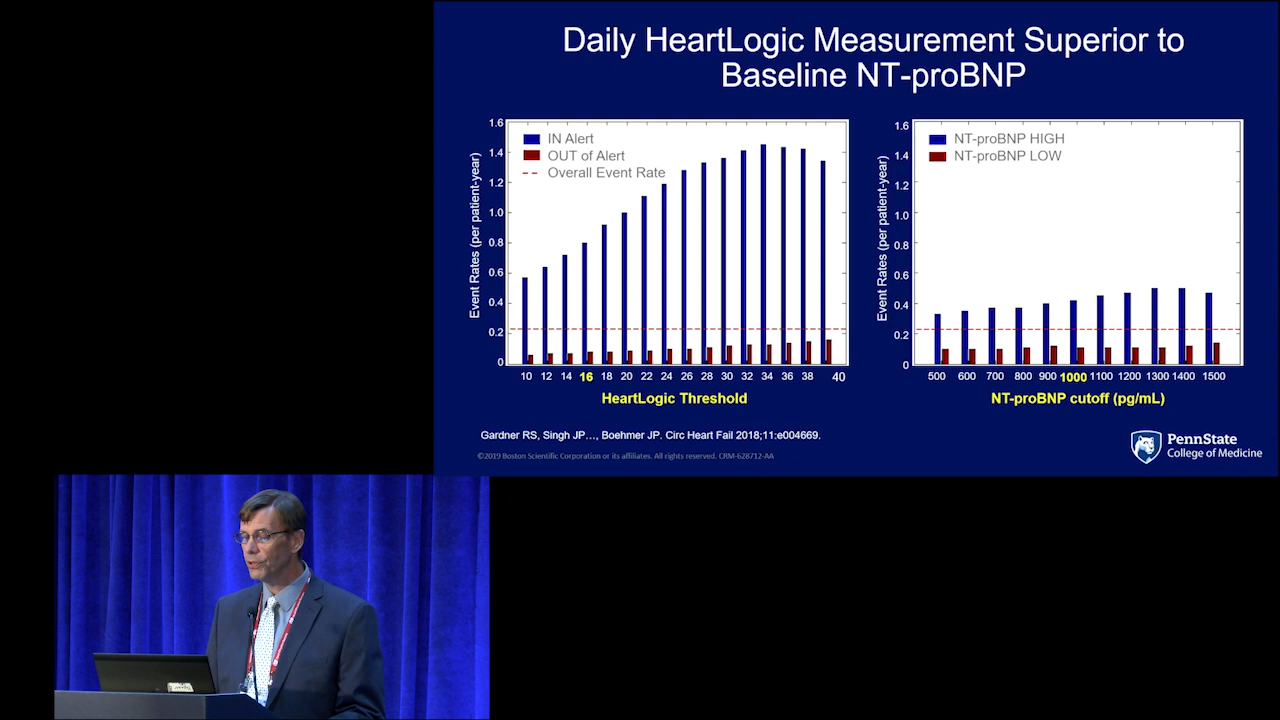 Daily HeartLogic Measurement Superior to
Baseline NT-proBNP
Event Rates (per patient-year)
1.6
1.4
1.2
1.0
0.8
0.6
0.4
0.2
0
IN Alert
OUT of Alert
Overall Event Rate
10 12 14 16 18 20 22 24 26 28 30 32 34 36 38 40
HeartLogic Threshold
Event Rates (per patient-year)
1.6
1.4
1.2
1.0
0.8
0.6
0.4
0.2
0
NT-proBNP HIGH
NT-proBNP LOW
500 600 700 800 900 1000 1100 1200 1300 1400 1500
NT-proBNP cutoff (pg/mL)
Gardner RS, Singh JP…, Boehmer JP. Circ Heart Fail 2018;11:e004669.
©2019 Boston Scientific Corporation or its affiliates. All rights reserved. CRM-628712-AA
PennState
College of Medicine